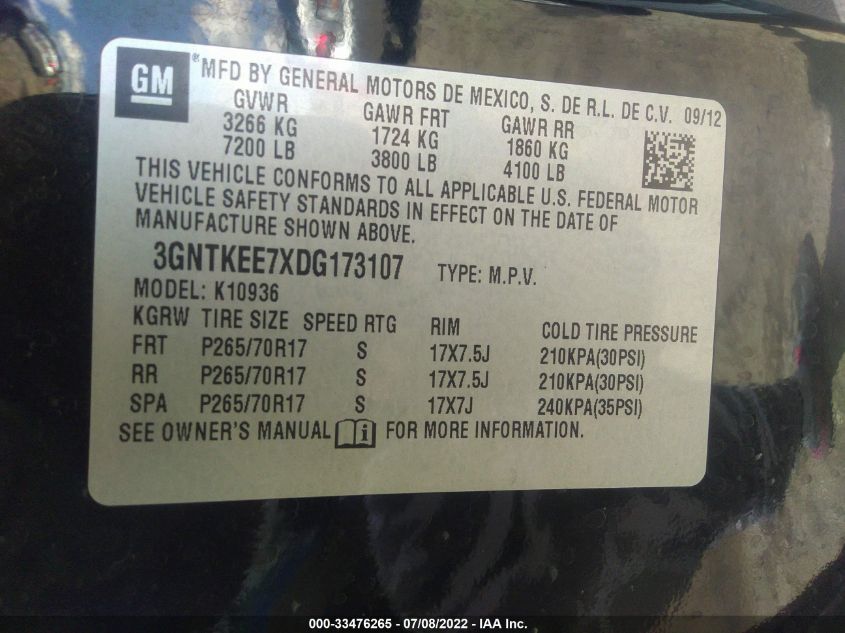 GM ® MFD BY GENERAL MOTORS DE MEXICO, S. DE R.L. DE C.V. 09/12
GVWR GAWR FRT GAWR RR
3266 KG 1724 KG 1860 KG
7200 LB 3800 LB 4100 LB
THIS VEHICLE CONFORMS TO ALL APPLICABLE U.S. FEDERAL MOTOR
VEHICLE SAFETY STANDARDS IN EFFECT ON THE DATE OF
MANUFACTURE SHOWN ABOVE.
3GNTKEE7XDG173107 TYPE: M.P.V.
MODEL: K10936
KGRW TIRE SIZE SPEED RTG RIM COLD TIRE PRESSURE
FRT P265/70R17 S 17X7.5J 210KPA(30PSI)
RR P265/70R17 S 17X7.5J 210KPA(30PSI)
SPA P265/70R17 S 17X7J 240KPA(35PSI)
SEE OWNER'S MANUAL i FOR MORE INFORMATION.
000-33476265 - 07/08/2022 - IAA Inc.